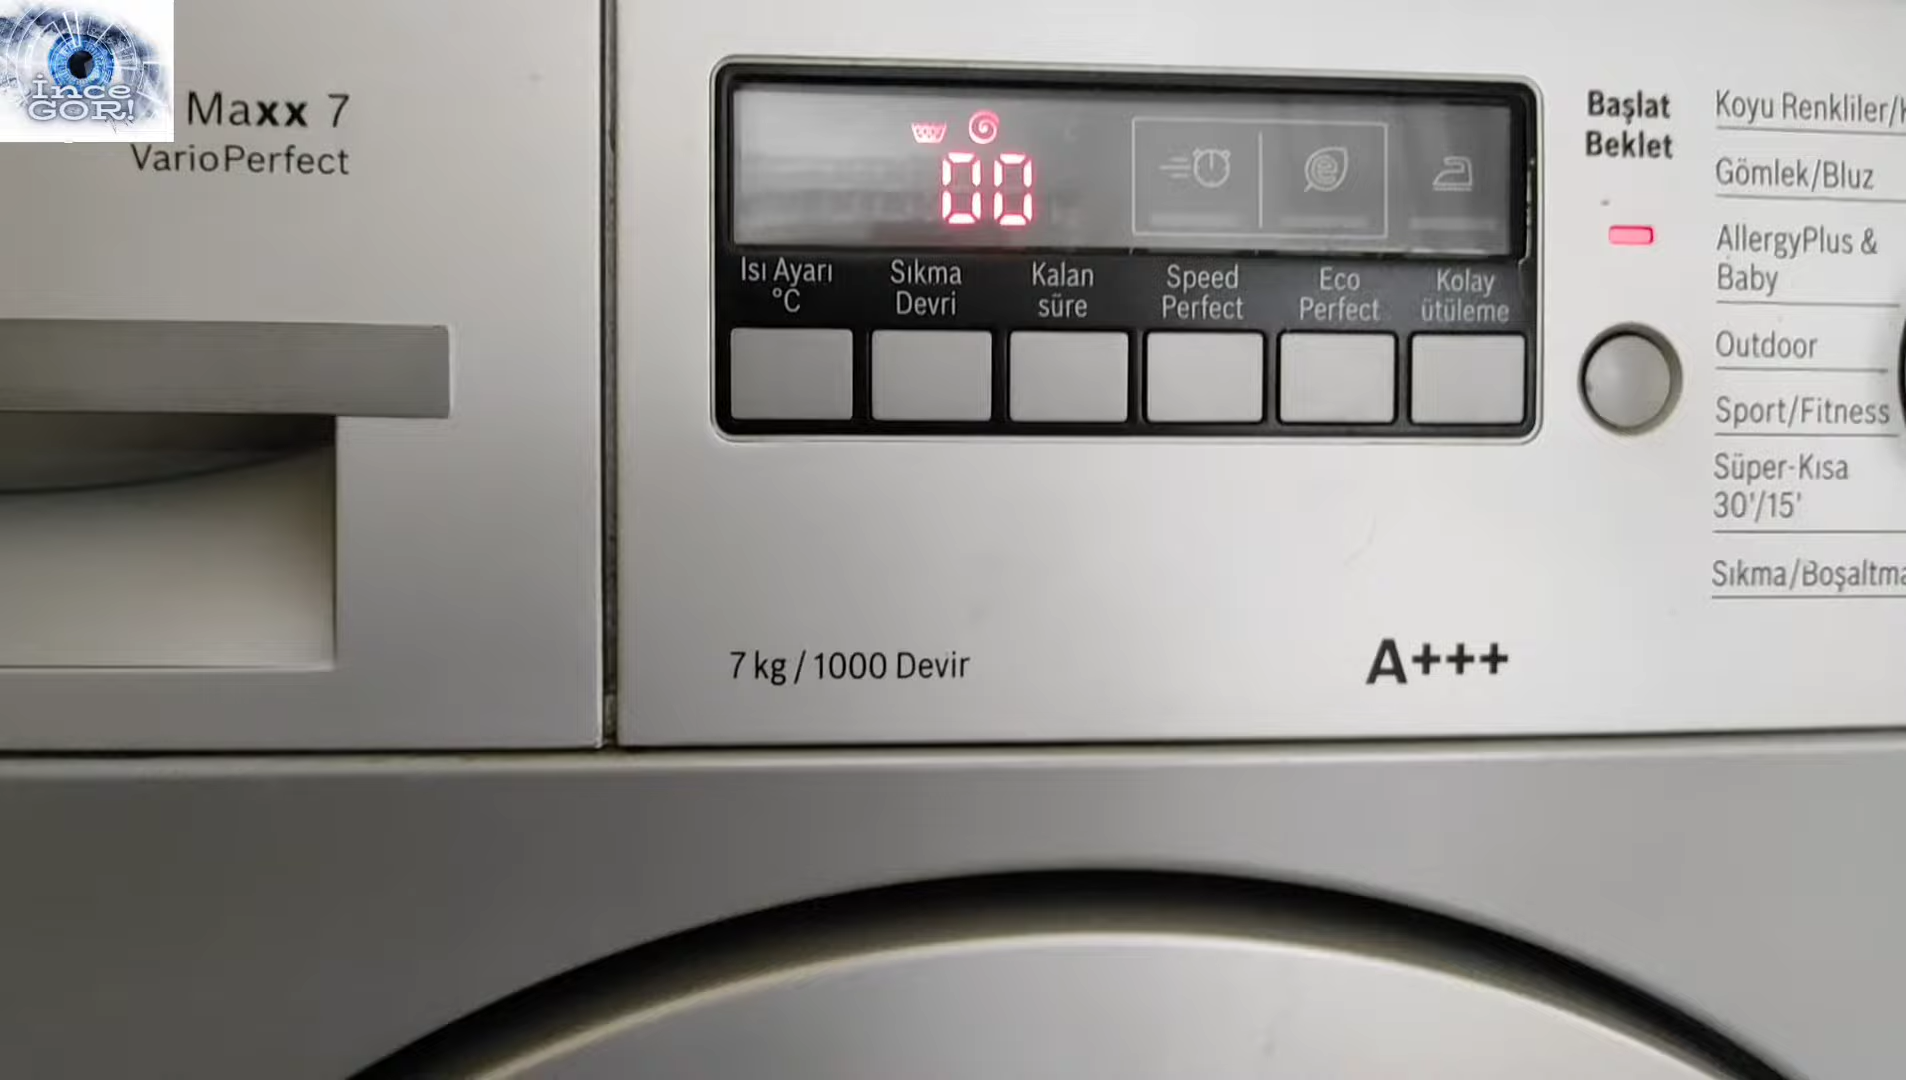 İnce
GÖR!
Maxx 7
VarioPerfect
00
Isı Ayarı
°C
Sıkma
Devri
Kalan
süre
Speed
Perfect
Eco
Perfect
Kolay
ütüleme
Başlat
Beklet
Koyu Renkliler/
Gömlek/Bluz
AllergyPlus &
Baby
Outdoor
Sport/Fitness
Süper-Kısa
30'/15'
Sıkma/Boşaltma
7 kg / 1000 Devir
A+++